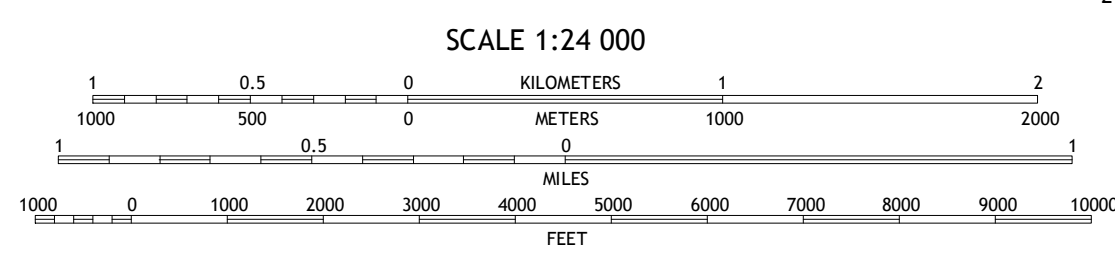 SCALE 1:24 000
1 0.5 0 KILOMETERS 1 2
1000 500 0 METERS 1000 2000
1 0.5 0 1
MILES
1000 0 1000 2000 3000 4000 5000 6000 7000 8000 9000 10000
FEET